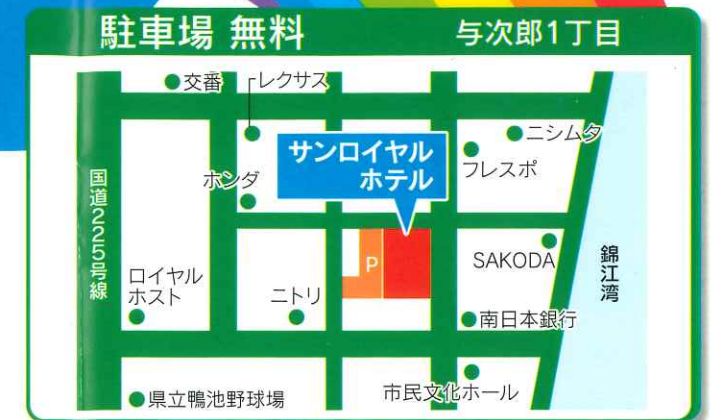 駐車場 無料
与次郎1丁目
交番
レクサス
サンロイヤル
ホテル
ニシムタ
フレスポ
ホンダ
国道225号線
P
SAKODA
錦江湾
ロイヤル
ホスト
ニトリ
南日本銀行
県立鴨池野球場
市民文化ホール